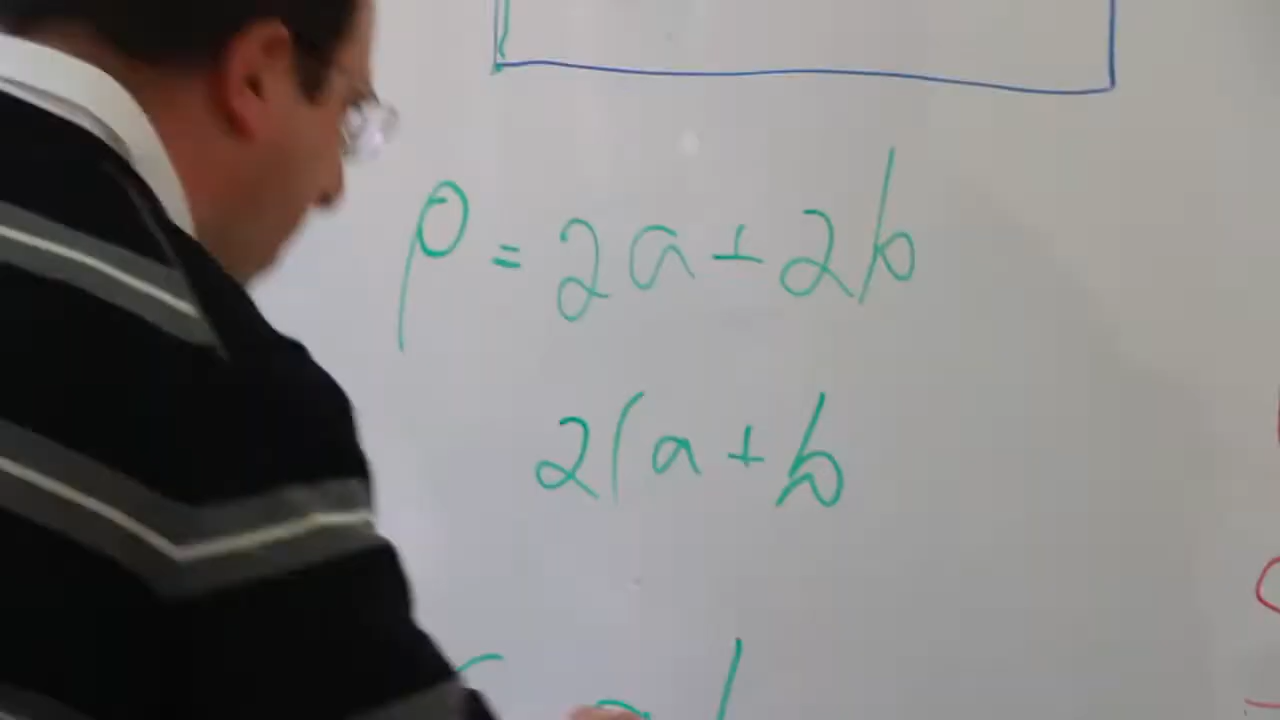 P = 2a + 2b
2(a + b